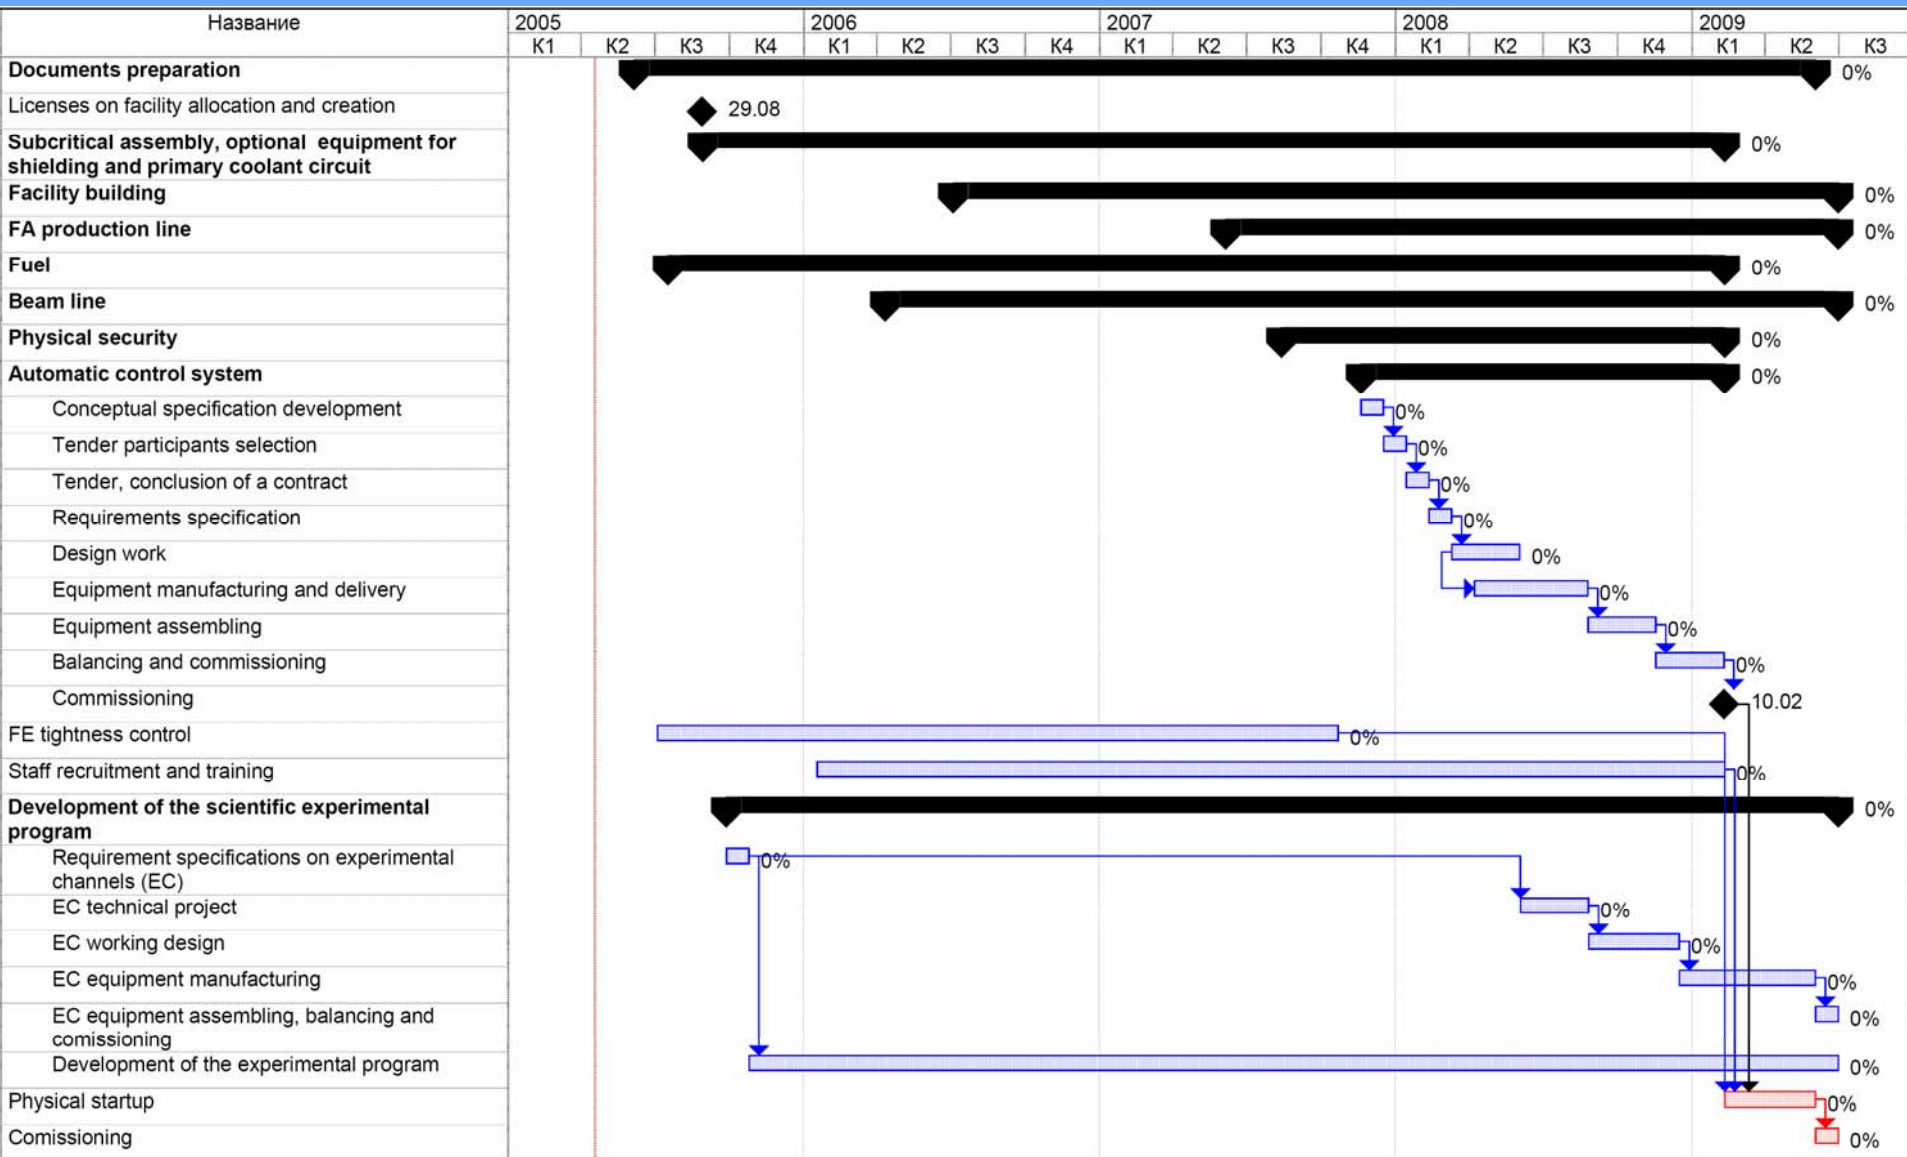 Название 2005 2006 2007 2008 2009
К1 К2 К3 К4 К1 К2 К3 К4 К1 К2 К3 К4 К1 К2 К3 К4 К1 К2 К3
Documents preparation 0%
Licenses on facility allocation and creation 29.08
Subcritical assembly, optional equipment for
shielding and primary coolant circuit 0%
Facility building 0%
FA production line 0%
Fuel 0%
Beam line 0%
Physical security 0%
Automatic control system 0%
Conceptual specification development 0%
Tender participants selection 0%
Tender, conclusion of a contract 0%
Requirements specification 0%
Design work 0%
Equipment manufacturing and delivery 0%
Equipment assembling 0%
Balancing and commissioning 0%
Commissioning 10.02
FE tightness control 0%
Staff recruitment and training 0%
Development of the scientific experimental
program 0%
Requirement specifications on experimental
channels (EC) 0%
EC technical project 0%
EC working design 0%
EC equipment manufacturing 0%
EC equipment assembling, balancing and
comissioning 0%
Development of the experimental program 0%
Physical startup 0%
Comissioning 0%